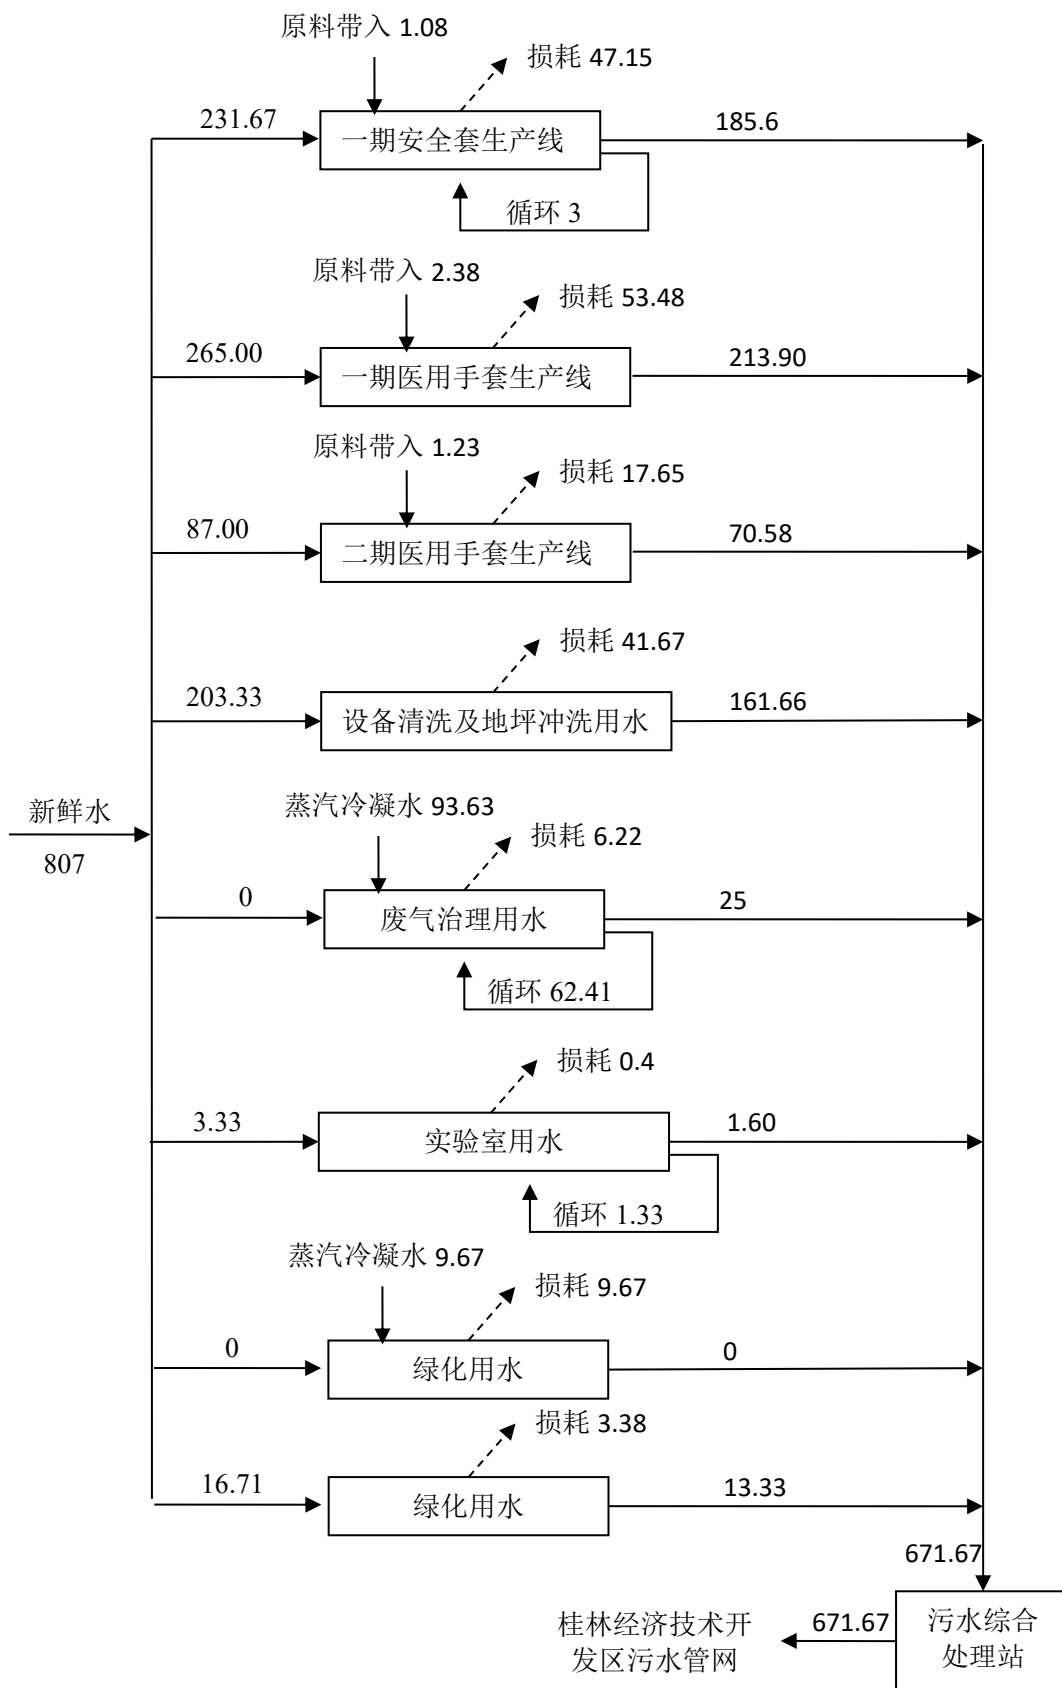 原料带入 1.08
损耗 47.15
231.67
一期安全套生产线
185.6
循环 3
原料带入 2.38
损耗 53.48
265.00
一期医用手套生产线
213.90
原料带入 1.23
损耗 17.65
87.00
二期医用手套生产线
70.58
损耗 41.67
203.33
设备清洗及地坪冲洗用水
161.66
新鲜水
807
蒸汽冷凝水 93.63
损耗 6.22
0
废气治理用水
25
循环 62.41
损耗 0.4
3.33
实验室用水
1.60
循环 1.33
蒸汽冷凝水 9.67
损耗 9.67
0
绿化用水
0
损耗 3.38
16.71
绿化用水
13.33
671.67
污水综合
处理站
671.67
桂林经济技术开
发区污水管网